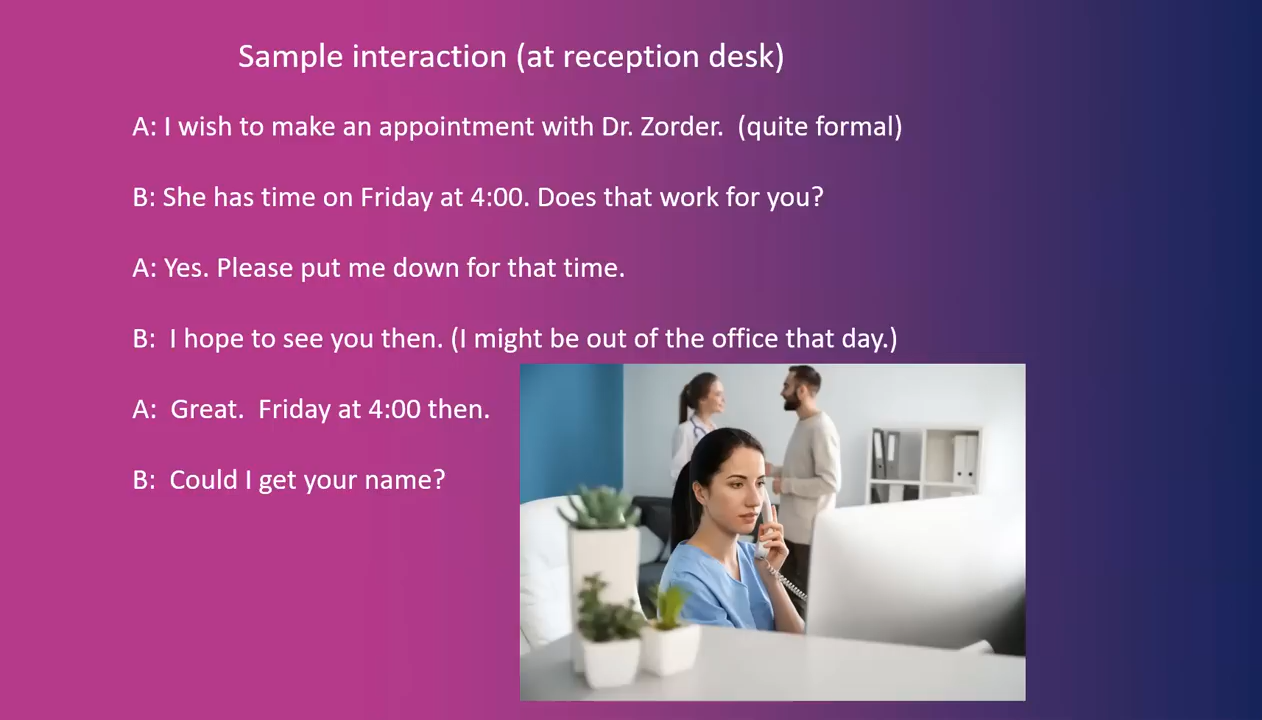 Sample interaction (at reception desk)
A: I wish to make an appointment with Dr. Zorder.  (quite formal)
B: She has time on Friday at 4:00. Does that work for you?
A: Yes. Please put me down for that time.
B:  I hope to see you then. (I might be out of the office that day.)
A:  Great.  Friday at 4:00 then.
B:  Could I get your name?